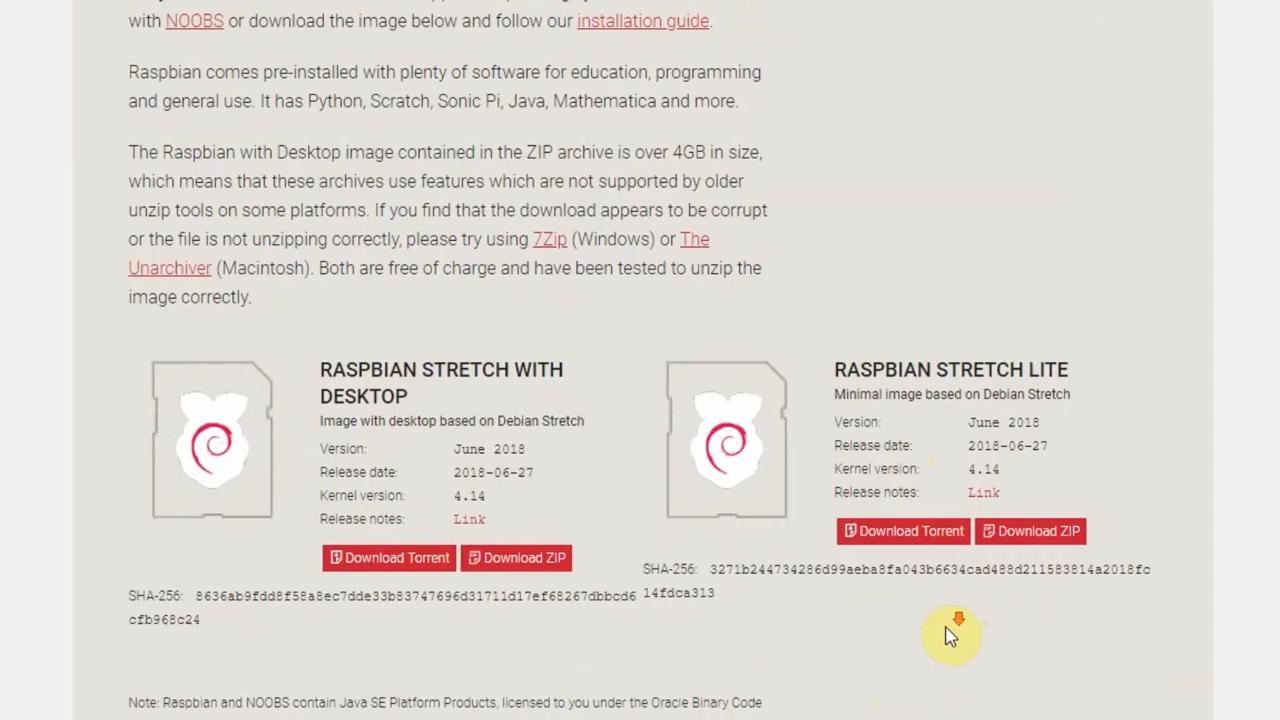 with NOOBS or download the image below and follow our installation guide.
Raspbian comes pre-installed with plenty of software for education, programming
and general use. It has Python, Scratch, Sonic Pi, Java, Mathematica and more.
The Raspbian with Desktop image contained in the ZIP archive is over 4GB in size,
which means that these archives use features which are not supported by older
unzip tools on some platforms. If you find that the download appears to be corrupt
or the file is not unzipping correctly, please try using 7Zip (Windows) or The
Unarchiver (Macintosh). Both are free of charge and have been tested to unzip the
image correctly.
RASPBIAN STRETCH WITH
DESKTOP
Image with desktop based on Debian Stretch
Version: June 2018
Release date: 2018-06-27
Kernel version: 4.14
Release notes: Link
Download Torrent Download ZIP
SHA-256: 8636ab9fdd8f58a8ec7dde33b83747696d31711d17ef68267dbbcd6
cfb968c24
RASPBIAN STRETCH LITE
Minimal image based on Debian Stretch
Version: June 2018
Release date: 2018-06-27
Kernel version: 4.14
Release notes: Link
Download Torrent Download ZIP
SHA-256: 3271b244734286d99aeba8fa043b6634cad488d211583814a2018fc
14fdca313
Note: Raspbian and NOOBS contain Java SE Platform Products, licensed to you under the Oracle Binary Code